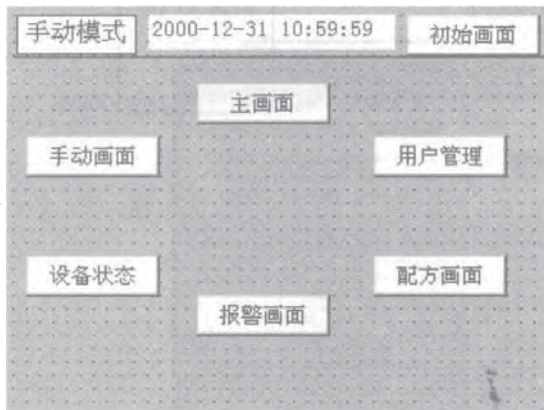 手动模式 2000-12-31 10:59:59 初始画面
主画面
手动画面 用户管理
设备状态 配方画面
报警画面